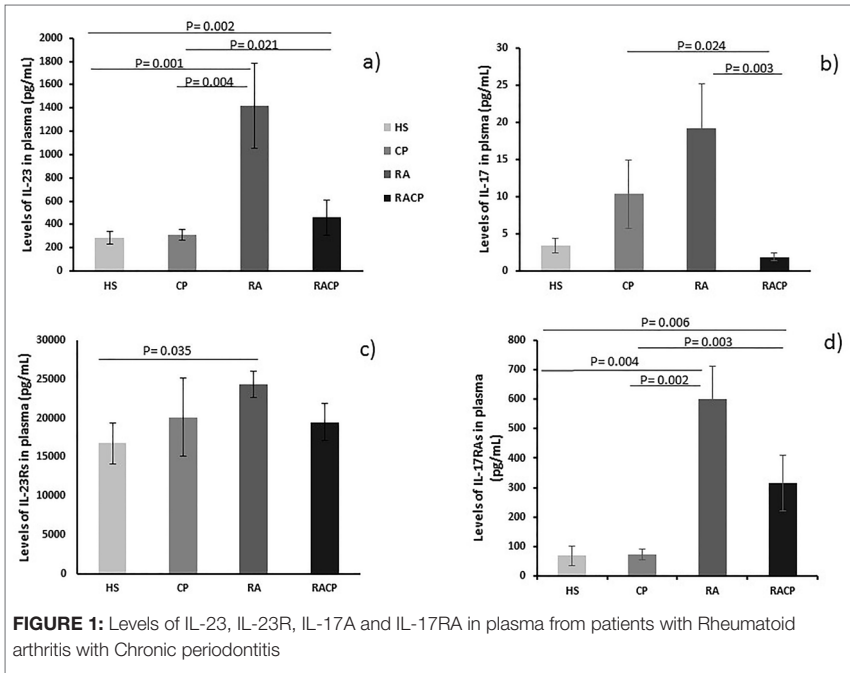 P= 0.002
P= 0.021
P= 0.001
P= 0.004
a)
Levels of IL-23 in plasma (pg/mL)
2000
1800
1600
1400
1200
1000
800
600
400
200
0
HS CP RA RACP
HS
CP
RA
RACP
P= 0.024
P= 0.003
b)
Levels of IL-17 in plsma (pg/mL)
30
25
20
15
10
5
0
HS CP RA RACP
P= 0.035
c)
Levels of IL-23Rs in plasma (pg/mL)
30000
25000
20000
15000
10000
5000
0
HS CP RA RACP
P= 0.006
P= 0.003
P= 0.004
P= 0.002
d)
Levels of IL-17RAs in plasma
(pg/mL)
800
700
600
500
400
300
200
100
0
HS CP RA RACP
FIGURE 1: Levels of IL-23, IL-23R, IL-17A and IL-17RA in plasma from patients with Rheumatoid
arthritis with Chronic periodontitis